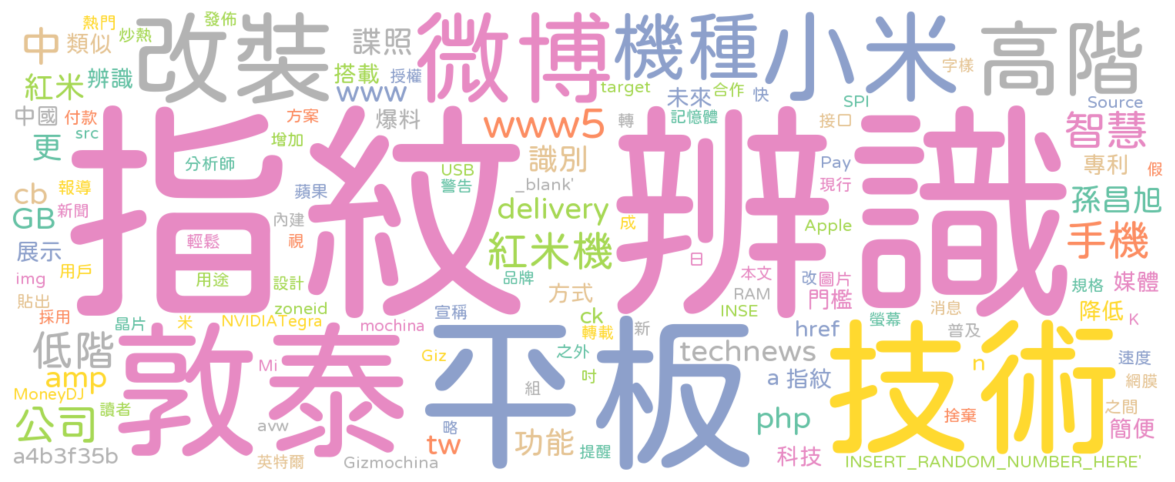 熱門 炒熱 發佈 改裝 諜照 微博 機種 小米 高階
中 類似 搭載 授權 target 合作 快 字樣
紅米 辨識 www 未來 SPI Source
中國 付款 方案 爆料 www5 轉 記憶體 接口 智慧
src 增加 更 指紋 辨識 識別 專利 假
分析師 USB 警告 _blank' Pay 現行
cb 報導 蘋果 delivery 孫昌旭
GB 新聞 內建 成 Apple
展示 輕鬆 視 紅米機 日 手機
img 用戶 用途 設計 品牌 方式 本文 改 圖片 規格 媒體
貼出 zoneid RAM 門檻 消息
採用 晶片 米 NVIDIATegra mochina 宣稱 ck INSE 螢幕 降低 K
敦泰 平板 技術 轉載 新 href 普及
低階 Mi Giz 之外 technews n 速度
amp 吋 組 a 指紋 網膜
MoneyDJ 讀者 略 php 捨棄 之間
公司 avw tw 功能 提醒 簡便
a4b3f35b 英特爾 Gizmochina 科技 INSERT_RANDOM_NUMBER_HERE'